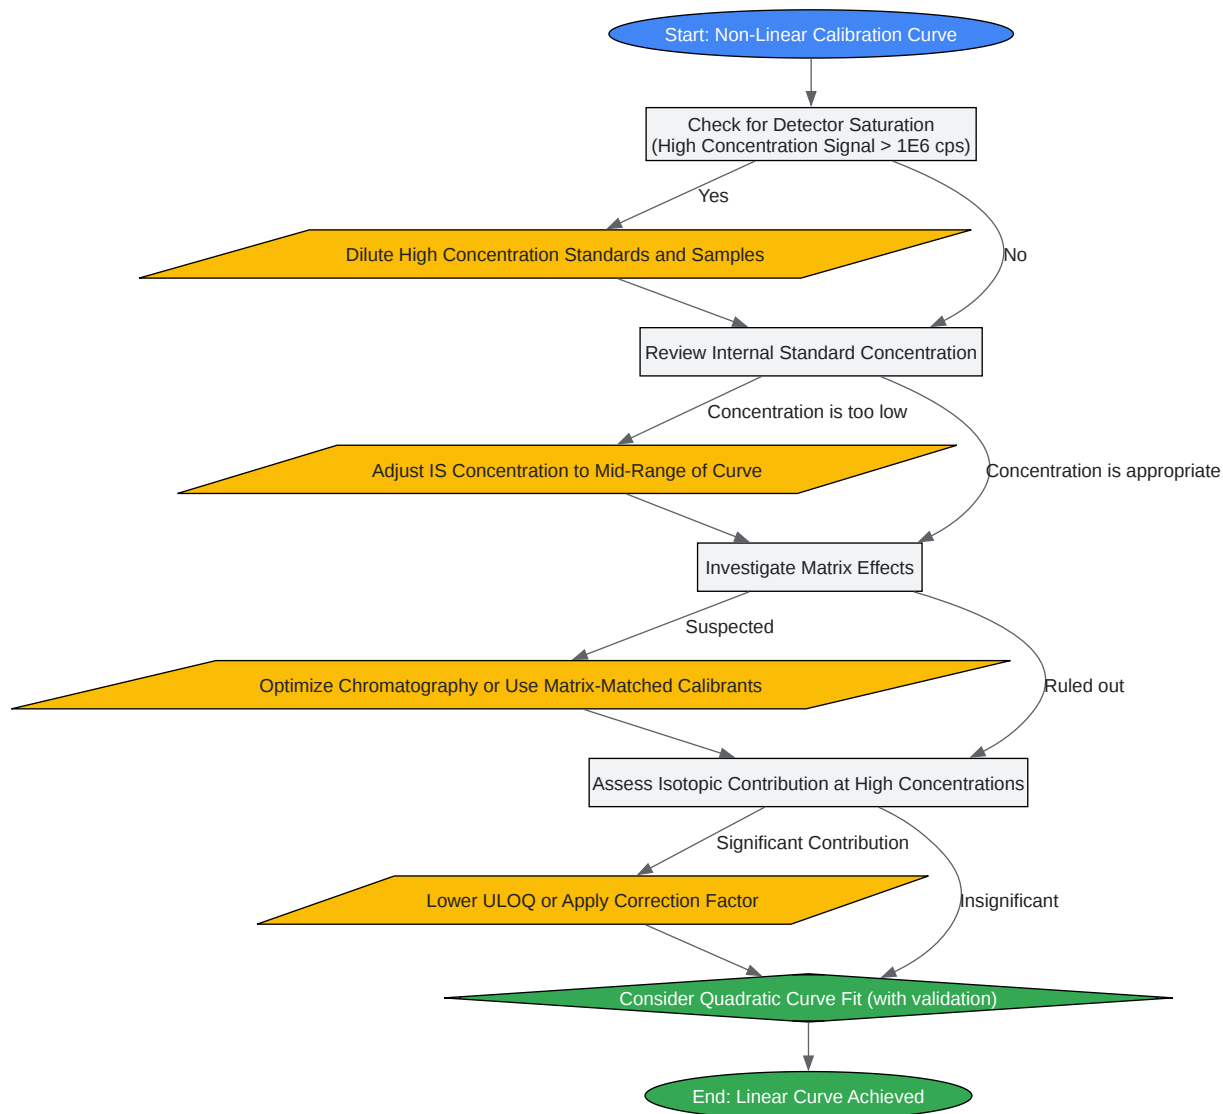 Start: Non-Linear Calibration Curve
Check for Detector Saturation
(High Concentration Signal > 1E6 cps)
Yes
Dilute High Concentration Standards and Samples
No
Review Internal Standard Concentration
Concentration is too low
Adjust IS Concentration to Mid-Range of Curve
Concentration is appropriate
Investigate Matrix Effects
Suspected
Optimize Chromatography or Use Matrix-Matched Calibrants
Ruled out
Assess Isotopic Contribution at High Concentrations
Significant Contribution
Lower ULOQ or Apply Correction Factor
Insignificant
Consider Quadratic Curve Fit (with validation)
End: Linear Curve Achieved